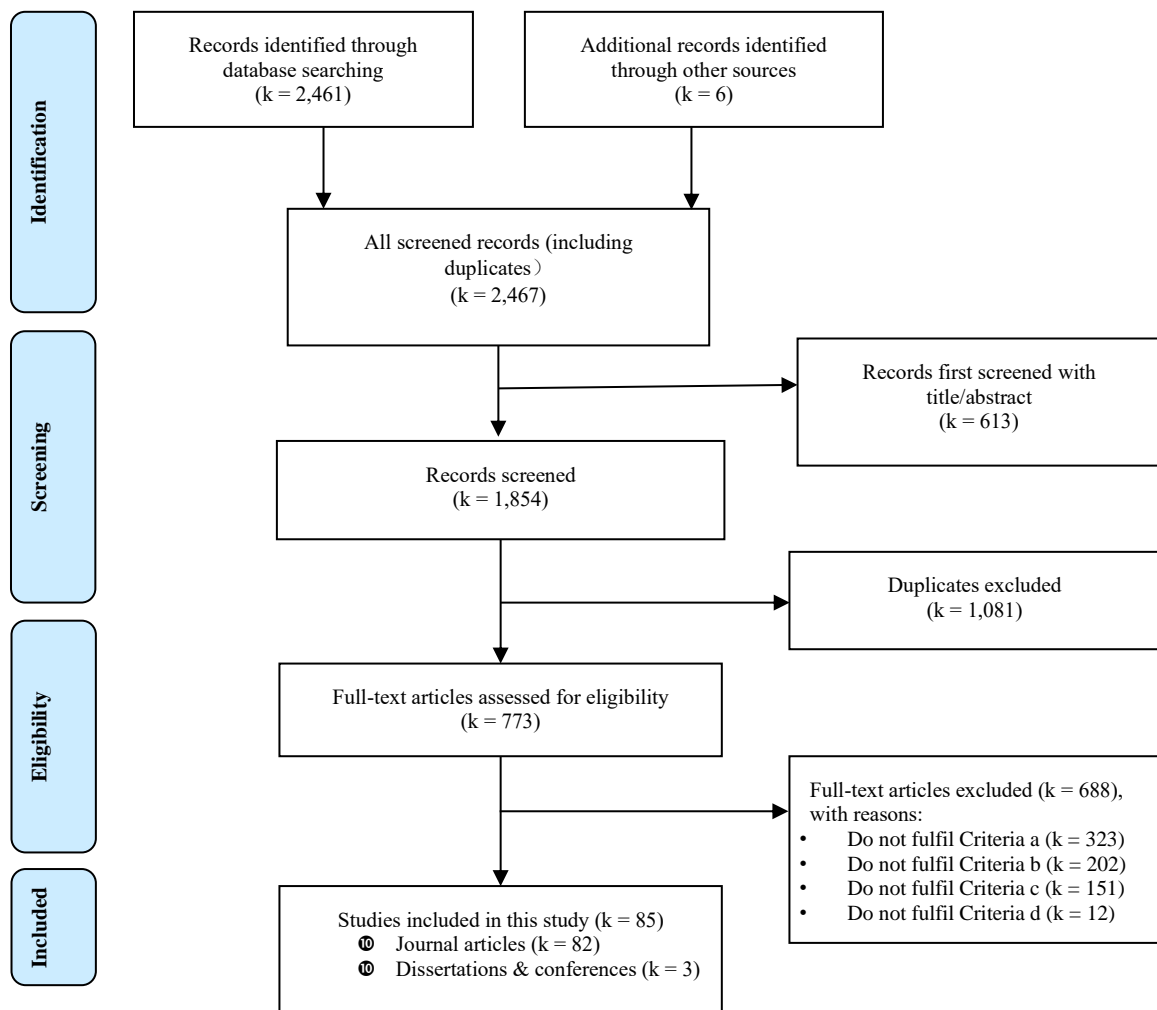 Identification
Records identified through
database searching
(k = 2,461)
Additional records identified
through other sources
(k = 6)
All screened records (including
duplicates）
(k = 2,467)
Screening
Records first screened with
title/abstract
(k = 613)
Records screened
(k = 1,854)
Duplicates excluded
(k = 1,081)
Eligibility
Full-text articles assessed for eligibility
(k = 773)
Full-text articles excluded (k = 688),
with reasons:
• Do not fulfil Criteria a (k = 323)
• Do not fulfil Criteria b (k = 202)
• Do not fulfil Criteria c (k = 151)
• Do not fulfil Criteria d (k = 12)
Included
Studies included in this study (k = 85)
❿ Journal articles (k = 82)
❿ Dissertations & conferences (k = 3)